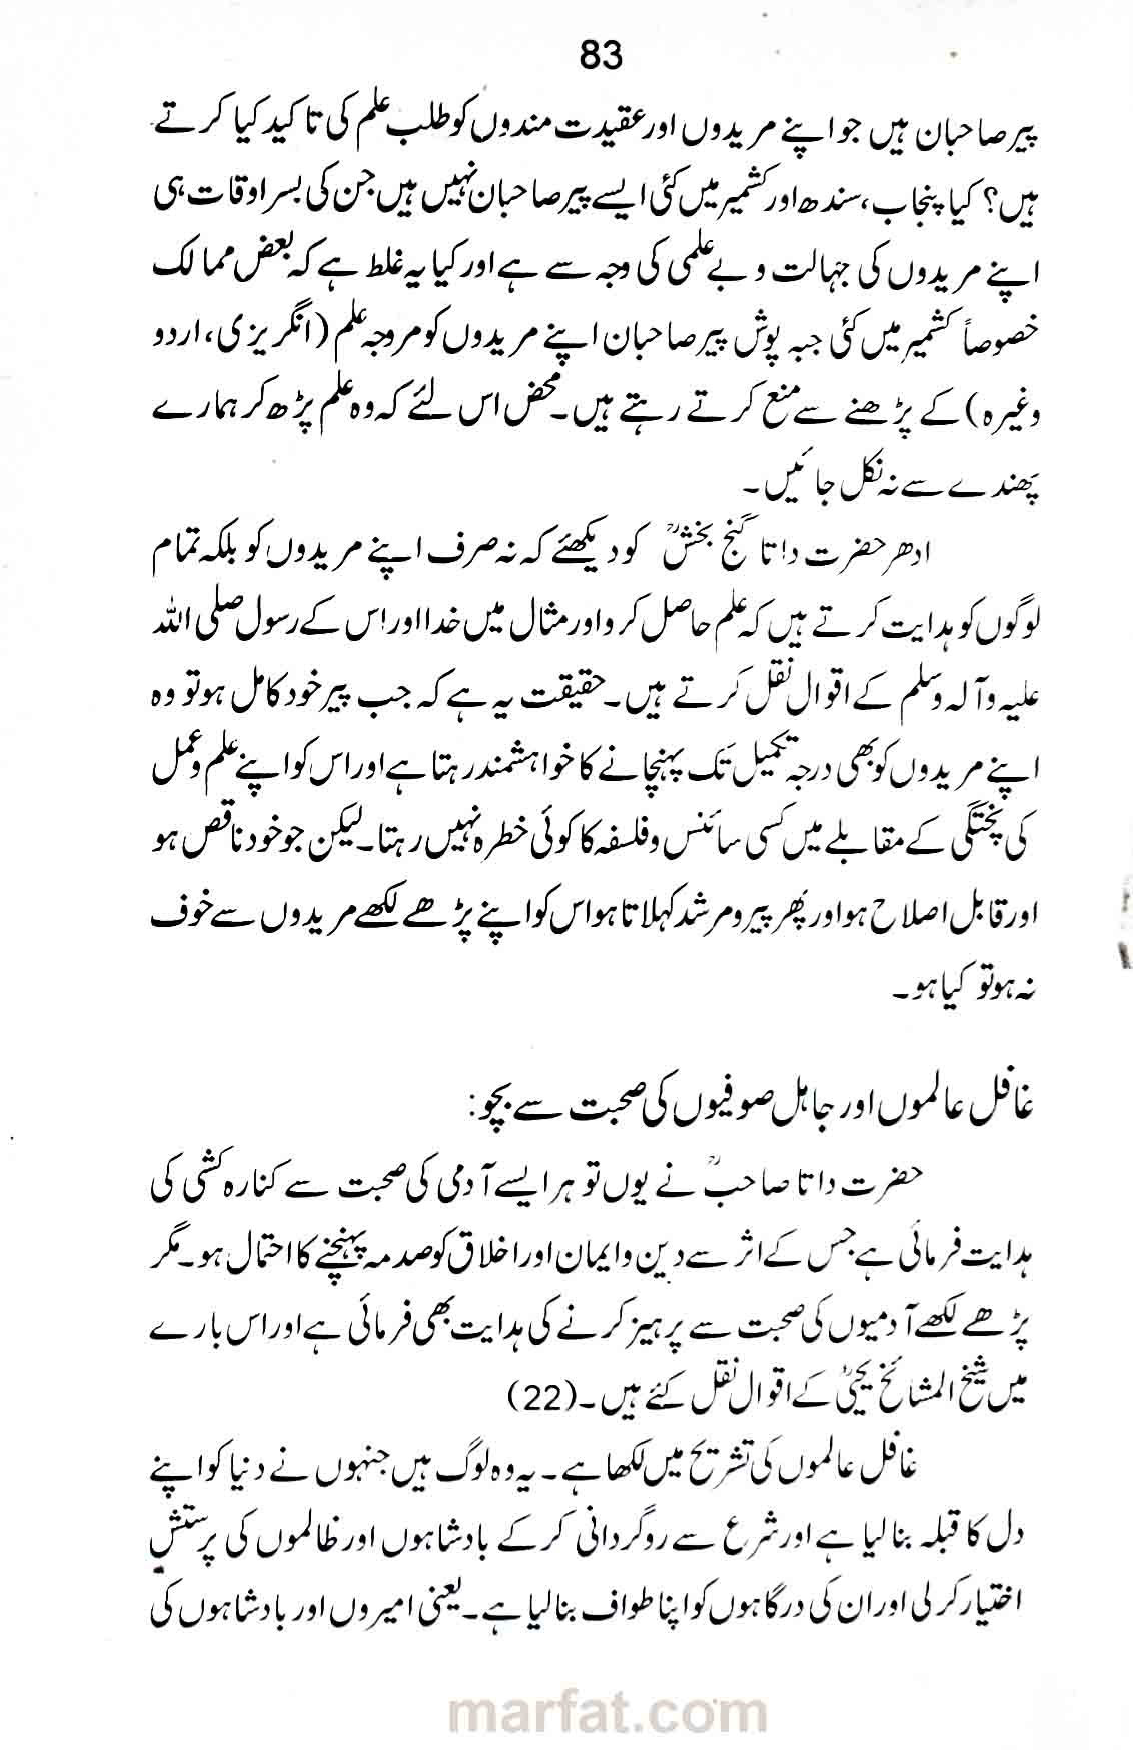 83
پیر صاحبان ہیں جو اپنے مریدوں اور عقیدت مندوں کو طلب علم کی تاکید کیا کرتے
ہیں؟ کیا پنجاب، سندھ اور کشمیر میں کئی ایسے پیر صاحبان نہیں ہیں جن کی بسر اوقات ہی
اپنے مریدوں کی جہالت و بے علمی کی وجہ سے ہے اور کیا یہ غلط ہے کہ بعض ممالک
خصوصاً کشمیر میں کئی جبہ پوش پیر صاحبان اپنے مریدوں کو مروجہ علم (انگریزی، اردو
وغیرہ) کے پڑھنے سے منع کرتے رہتے ہیں۔ محض اس لئے کہ وہ علم پڑھ کر ہمارے
پھندے سے نہ نکل جائیں۔
ادھر حضرت داتا گنج بخشؒ کو دیکھئے کہ نہ صرف اپنے مریدوں کو بلکہ تمام
لوگوں کو ہدایت کرتے ہیں کہ علم حاصل کرو اور مثال میں خدا اور اس کے رسول صلی اللہ
علیہ وآلہ وسلم کے اقوال نقل کرتے ہیں۔ حقیقت یہ ہے کہ جب پیر خود کامل ہو تو وہ
اپنے مریدوں کو بھی درجہ تکمیل تک پہنچانے کا خواہشمند رہتا ہے اور اس کو اپنے علم و عمل
کی پختگی کے مقابلے میں کسی سائنس و فلسفہ کا کوئی خطرہ نہیں رہتا۔ لیکن جو خود ناقص ہو
اور قابل اصلاح ہو اور پھر پیر و مرشد کہلاتا ہو اس کو اپنے پڑھے لکھے مریدوں سے خوف
نہ ہو تو کیا ہو۔
غافل عالموں اور جاہل صوفیوں کی صحبت سے بچو:
حضرت داتا صاحبؒ نے یوں تو ہر ایسے آدمی کی صحبت سے کنارہ کشی کی
ہدایت فرمائی ہے جس کے اثر سے دین و ایمان اور اخلاق کو صدمہ پہنچنے کا احتمال ہو۔ مگر
پڑھے لکھے آدمیوں کی صحبت سے پرہیز کرنے کی ہدایت بھی فرمائی ہے اور اس بارے
میں شیخ المشائخ یحییٰؒ کے اقوال نقل کئے ہیں۔ (22)
غافل عالموں کی تشریح میں لکھا ہے۔ یہ وہ لوگ ہیں جنہوں نے دنیا کو اپنے
دل کا قبلہ بنا لیا ہے اور شرع سے روگردانی کر کے بادشاہوں اور ظالموں کی پرستش
اختیار کر لی اور ان کی درگاہوں کو اپنا طواف بنا لیا ہے۔ یعنی امیروں اور بادشاہوں کی
marfat.com